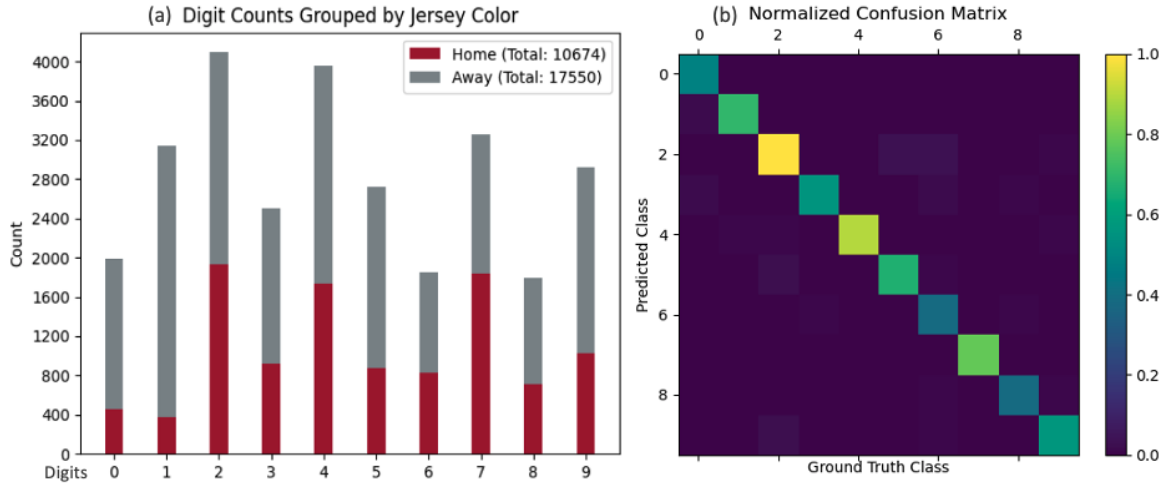 (a) Digit Counts Grouped by Jersey Color
4000
3600
3200
2800
2400
2000
1600
1200
800
400
0
Count
Home (Total: 10674)
Away (Total: 17550)
Digits 0 1 2 3 4 5 6 7 8 9
(b) Normalized Confusion Matrix
0 2 4 6 8
0
2
4
6
8
Predicted Class
Ground Truth Class
1.0
0.8
0.6
0.4
0.2
0.0